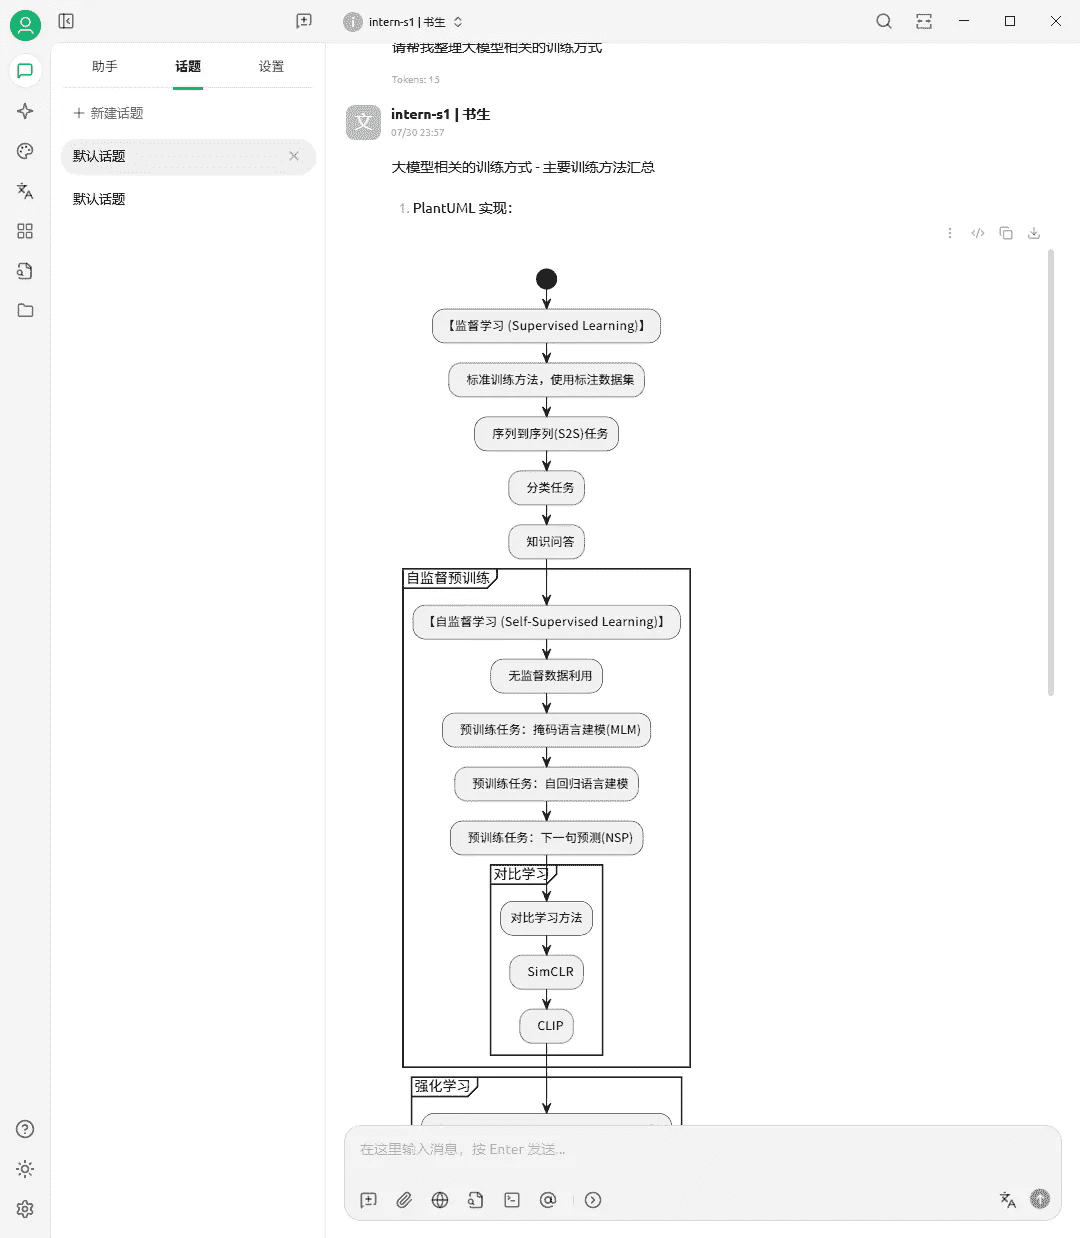 intern-s1 | 书生
助手
话题
设置
新建话题
默认话题
默认话题
请帮我整理大模型相关的训练方式
Tokens: 15
intern-s1 | 书生
07/30 23:57
大模型相关的训练方式 - 主要训练方法汇总
1. PlantUML 实现：
【监督学习 (Supervised Learning)】
标准训练方法，使用标注数据集
序列到序列(S2S)任务
分类任务
知识问答
自监督预训练
【自监督学习 (Self-Supervised Learning)】
无监督数据利用
预训练任务：掩码语言建模(MLM)
预训练任务：自回归语言建模
预训练任务：下一句预测(NSP)
对比学习
对比学习方法
SimCLR
CLIP
强化学习
在这里输入消息，按 Enter 发送...